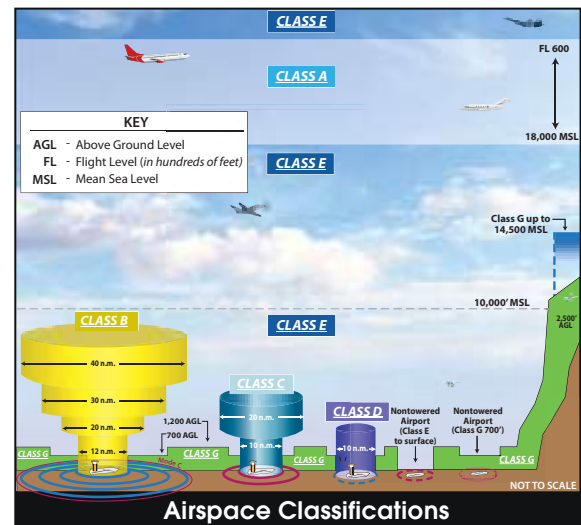 CLASS E
FL 600
CLASS A
18,000 MSL
KEY
AGL - Above Ground Level
FL - Flight Level (in hundreds of feet)
MSL - Mean Sea Level
CLASS E
Class G up to
14,500 MSL
10,000' MSL
CLASS B
CLASS E
2,500'
AGL
40 n.m.
CLASS C
30 n.m.
20 n.m.
CLASS D
Nontowered
Airport
(Class E
to surface)
Nontowered
Airport
(Class G 700')
20 n.m.
1,200 AGL
700 AGL
12 n.m.
10 n.m.
10 n.m.
CLASS G
CLASS G
CLASS G
CLASS G
Mode C
NOT TO SCALE
Airspace Classifications